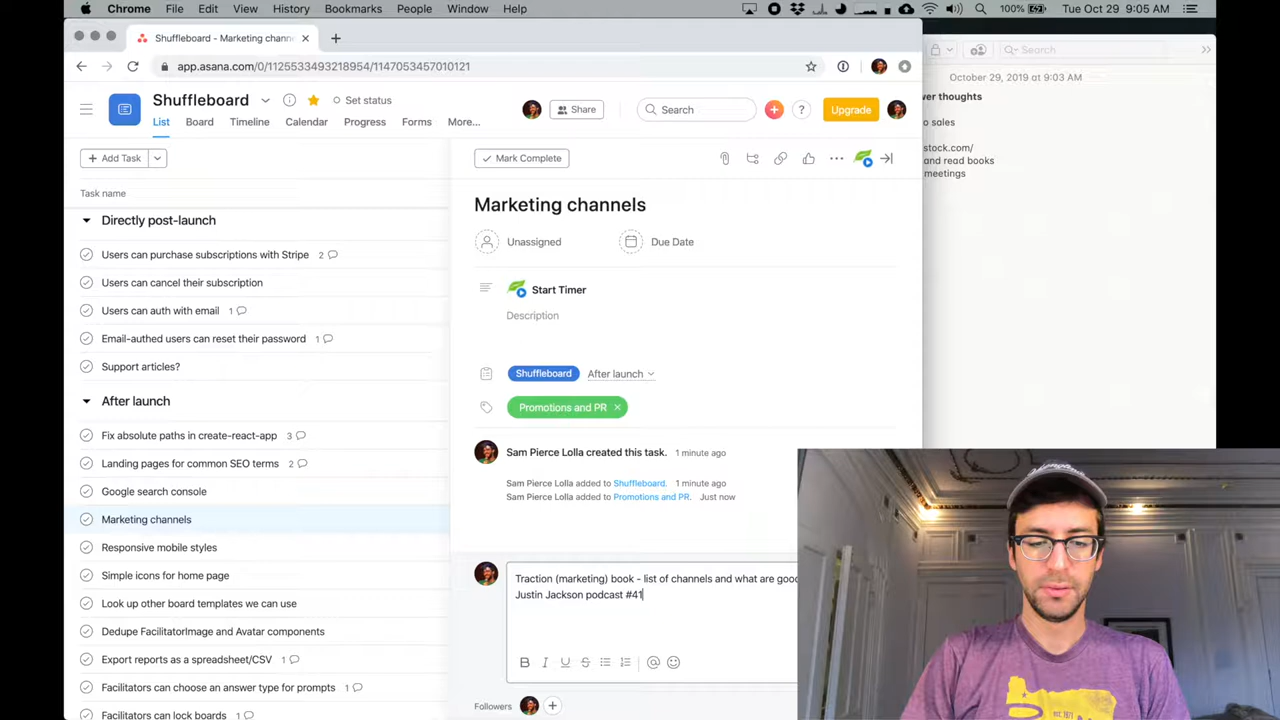 Chrome File Edit View History Bookmarks People Window Help 100% Tue Oct 29 9:05 AM
Shuffleboard - Marketing chann
app.asana.com/0/1125533493218954/1147053457010121
Search
Shuffleboard Set status Share Search Upgrade
List Board Timeline Calendar Progress Forms More...
October 29, 2019 at 9:03 AM
wer thoughts
o sales
stock.com/
and read books
meetings
Add Task
Task name
Directly post-launch
Users can purchase subscriptions with Stripe 2
Users can cancel their subscription
Users can auth with email 1
Email-authed users can reset their password 1
Support articles?
After launch
Fix absolute paths in create-react-app 3
Landing pages for common SEO terms 2
Google search console
Marketing channels
Responsive mobile styles
Simple icons for home page
Look up other board templates we can use
Dedupe FacilitatorImage and Avatar components
Export reports as a spreadsheet/CSV 1
Facilitators can choose an answer type for prompts 1
Facilitators can lock boards 1
Mark Complete
Marketing channels
Unassigned Due Date
Start Timer
Description
Shuffleboard After launch
Promotions and PR
Sam Pierce Lolla created this task. 1 minute ago
Sam Pierce Lolla added to Shuffleboard. 1 minute ago
Sam Pierce Lolla added to Promotions and PR. Just now
Traction (marketing) book - list of channels and what are good
Justin Jackson podcast #41
B I U S
Followers